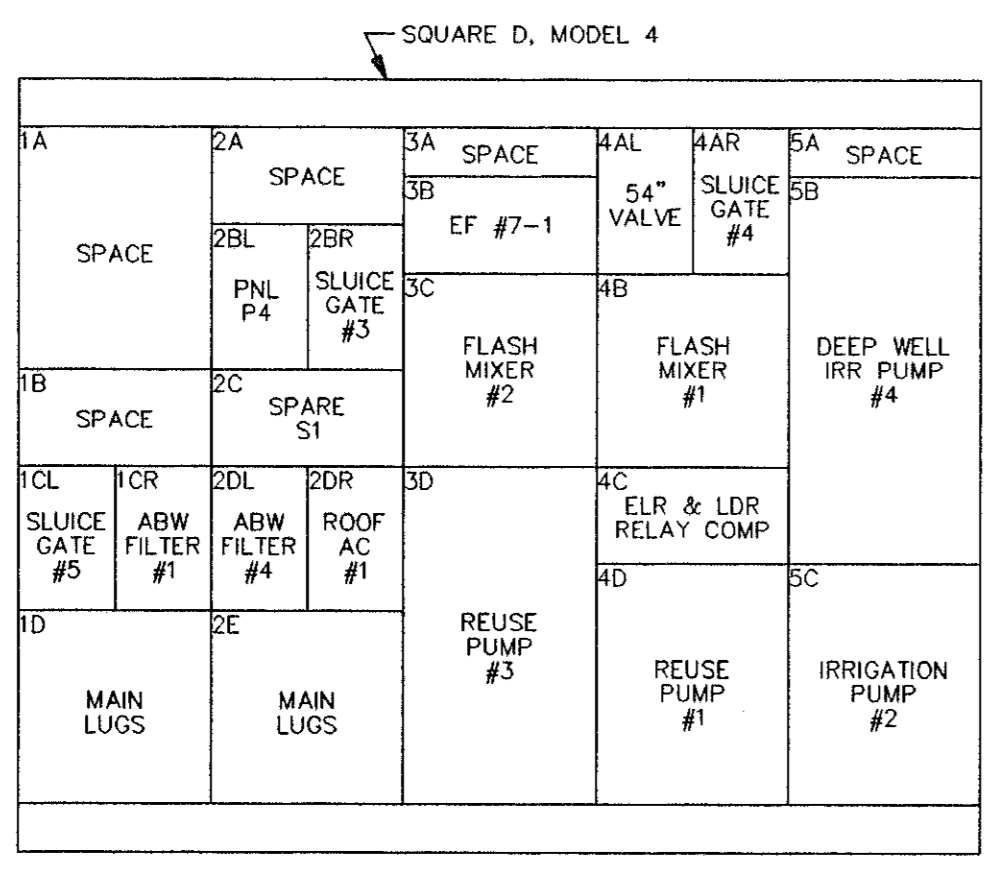 SQUARE D, MODEL 4
1A
SPACE
1B
SPACE
1CL
SLUICE
GATE
#5
1CR
ABW
FILTER
#1
1D
MAIN
LUGS
2A
SPACE
2BL
PNL
P4
2BR
SLUICE
GATE
#3
2C
SPARE
S1
2DL
ABW
FILTER
#4
2DR
ROOF
AC
#1
2E
MAIN
LUGS
3A
SPACE
3B
EF #7-1
3C
FLASH
MIXER
#2
3D
REUSE
PUMP
#3
4AL
54"
VALVE
4AR
SLUICE
GATE
#4
4B
FLASH
MIXER
#1
4C
ELR & LDR
RELAY COMP
4D
REUSE
PUMP
#1
5A
SPACE
5B
DEEP WELL
IRR PUMP
#4
5C
IRRIGATION
PUMP
#2